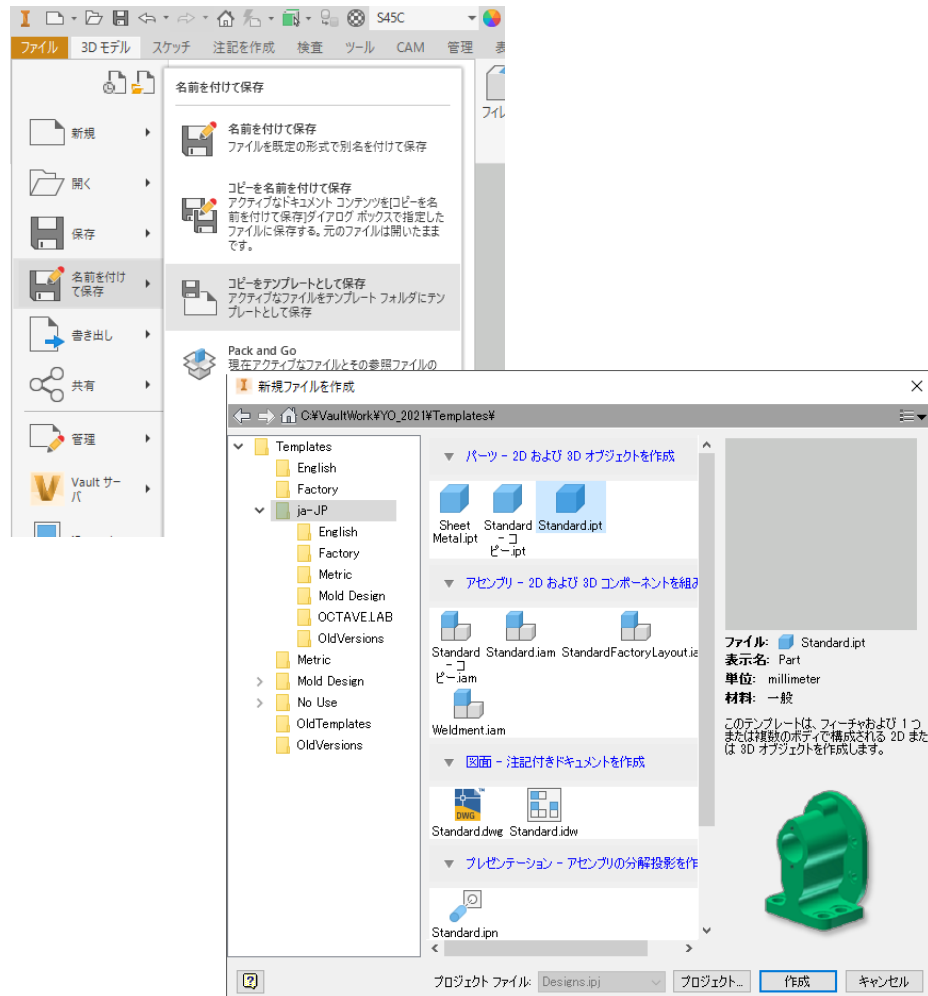 S45C
ファイル 3D モデル スケッチ 注記を作成 検査 ツール CAM 管理
名前を付けて保存
新規
開く
保存
名前を付け
て保存
書き出し
共有
管理
Vault サー
バ
名前を付けて保存
ファイルを既定の形式で別名を付けて保存
コピーを名前を付けて保存
アクティブなドキュメント コンテンツを[コピーを名
前を付けて保存]ダイアログ ボックスで指定した
ファイルに保存する。元のファイルは開いたまま
です。
コピーをテンプレートとして保存
アクティブなファイルをテンプレート フォルダにテン
プレートとして保存
Pack and Go
現在アクティブなファイルとその参照ファイルの
フィレ
新規ファイルを作成
C:¥VaultWork¥YO_2021¥Templates¥
Templates
English
Factory
ja-JP
English
Factory
Metric
Mold Design
OCTAVE.LAB
OldVersions
Metric
Mold Design
No Use
OldTemplates
OldVersions
パーツ - 2D および 3D オブジェクトを作成
Sheet
Metal.ipt
Standard
- コ
ピー.ipt
Standard.ipt
アセンブリ - 2D および 3D コンポーネントを組み
Standard
- コ
ピー.iam
Standard.iam
StandardFactoryLayout.ia
Weldment.iam
図面 - 注記付きドキュメントを作成
DWG
Standard.dwg
Standard.idw
プレゼンテーション - アセンブリの分解投影を作
Standard.ipn
ファイル: Standard.ipt
表示名: Part
単位: millimeter
材料: 一般
このテンプレートは、フィーチャおよび 1 つ
または複数のボディで構成される 2D また
は 3D オブジェクトを作成します。
プロジェクト ファイル: Designs.ipj
プロジェクト...
作成
キャンセル